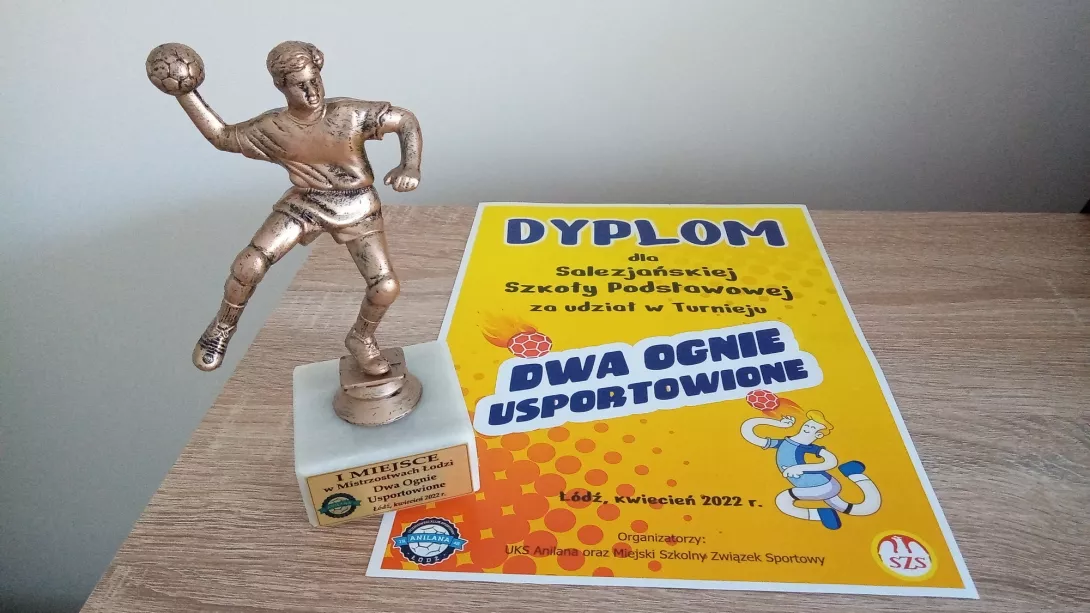 I MIEJSCE
w Mistrzostwach Łodzi
Dwa Ognie
Usportowione
Łódź, kwiecień 2022 r.
DYPLOM
dla
Salezjańskiej
Szkoły Podstawowej
za udział w Turnieju
DWA OGNIE
USPORTOWIONE
Łódź, kwiecień 2022 r.
Organizatorzy:
UKS Anilana oraz Miejski Szkolny Związek Sportowy
ANILANA
ŁÓDŹ
SZS